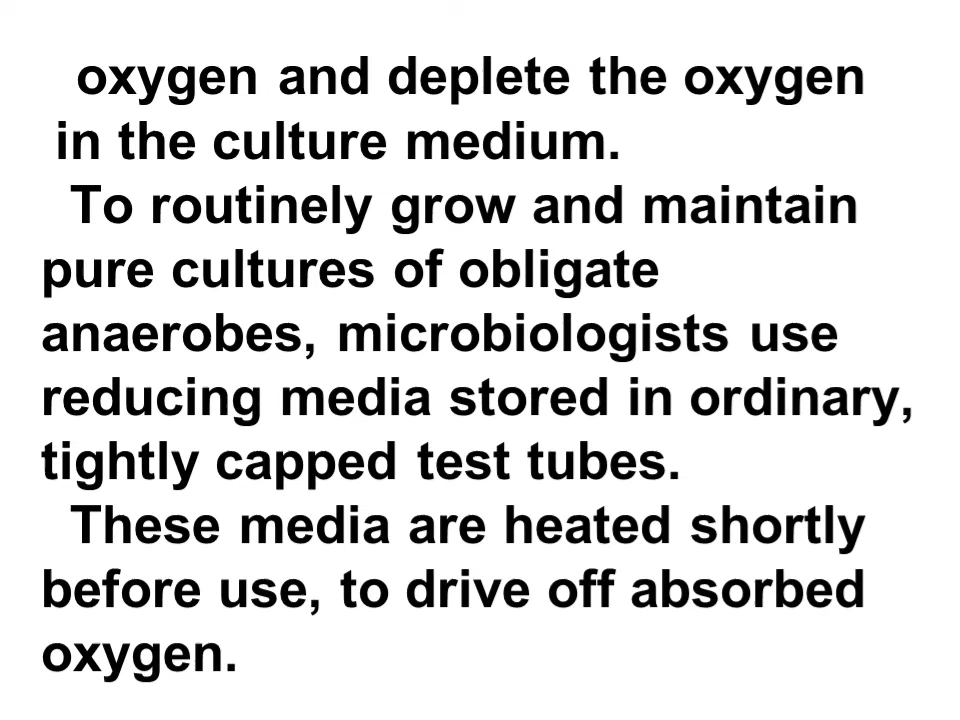 oxygen and deplete the oxygen
in the culture medium.
To routinely grow and maintain
pure cultures of obligate
anaerobes, microbiologists use
reducing media stored in ordinary,
tightly capped test tubes.
These media are heated shortly
before use, to drive off absorbed
oxygen.